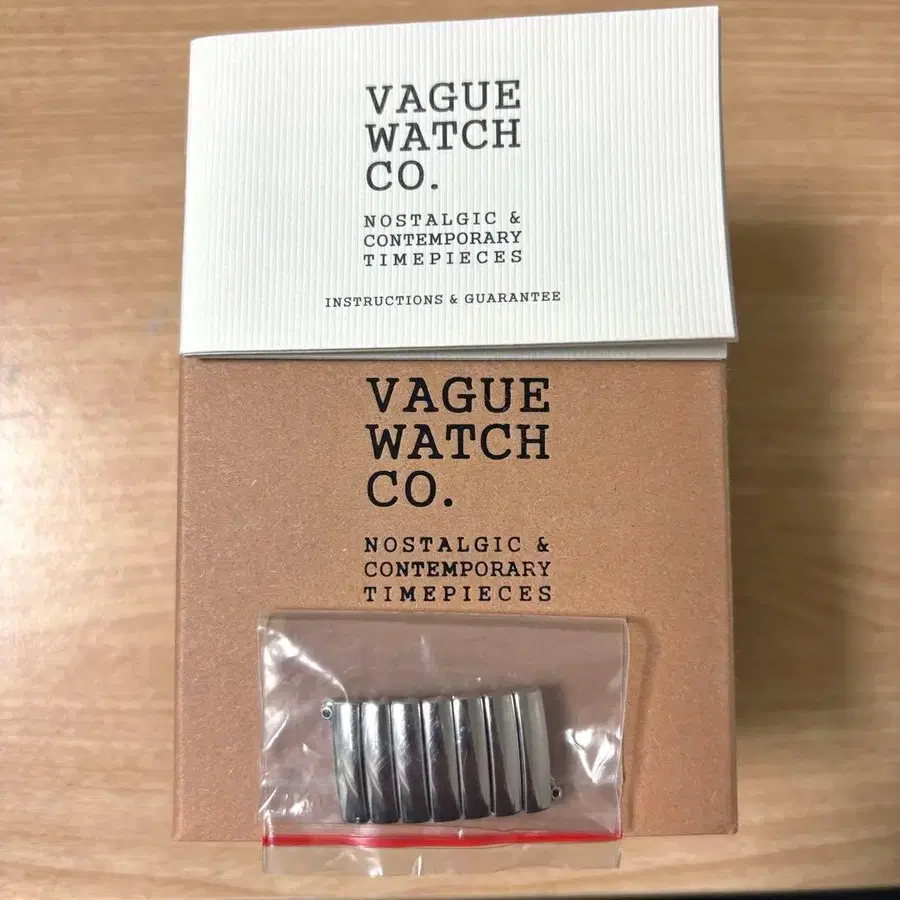 VAGUE
WATCH
CO.
NOSTALGIC &
CONTEMPORARY
TIMEPIECES
INSTRUCTIONS & GUARANTEE
VAGUE
WATCH
CO.
NOSTALGIC &
CONTEMPORARY
TIMEPIECES